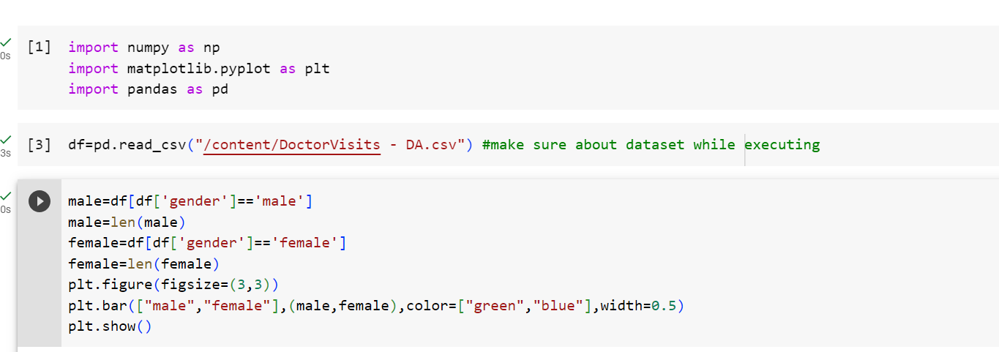 [1] import numpy as np
0s import matplotlib.pyplot as plt
import pandas as pd
[3] df=pd.read_csv("/content/DoctorVisits - DA.csv") #make sure about dataset while executing
3s
male=df[df['gender']=='male']
0s male=len(male)
female=df[df['gender']=='female']
female=len(female)
plt.figure(figsize=(3,3))
plt.bar(["male","female"],(male,female),color=["green","blue"],width=0.5)
plt.show()